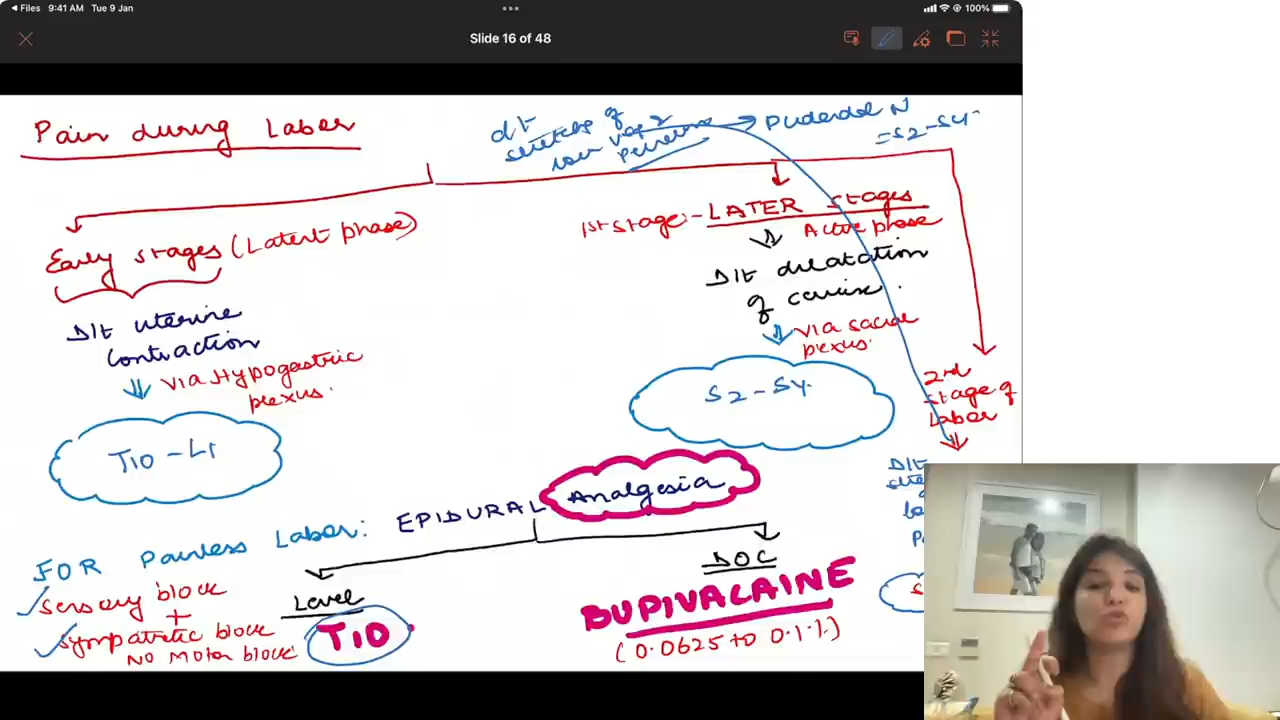 Files 9:41 AM Tue 9 Jan 100%
Slide 16 of 48
Pain during Labor
d/t
stretching of
low vag 2
Perineum
Pudendal N
=S2-S4
Early stages (Latent phase)
D/t uterine
contraction
via Hypogastric
plexus.
T10-L1
1st stage:- LATER stages
Active phase
D/t dilatation
of cervix.
via sacral
plexus.
S2-S4
2nd
stage of
Labor
D/t
FOR Painless Labor: EPIDURAL Analgesia
sensory block
+
sympathetic block
NO Motor block
Level
T10
DOC
BUPIVACAINE
(0.0625 to 0.1%)